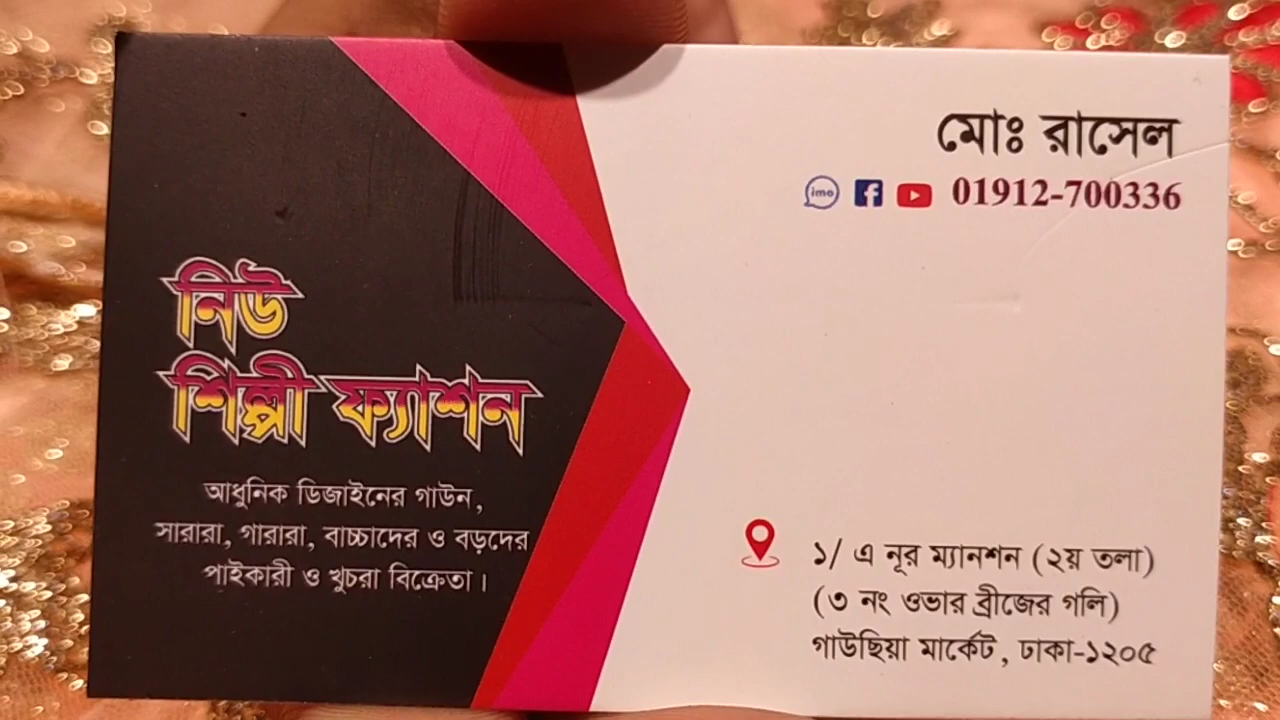 নিউ
শিল্পী ফ্যাশন
আধুনিক ডিজাইনের গাউন,
সারারা, গারারা, বাচ্চাদের ও বড়দের
পাইকারী ও খুচরা বিক্রেতা।
মোঃ রাসেল
imo 01912-700336
১/ এ নূর ম্যানশন (২য় তলা)
(৩ নং ওভার ব্রীজের গলি)
গাউছিয়া মার্কেট, ঢাকা-১২০৫